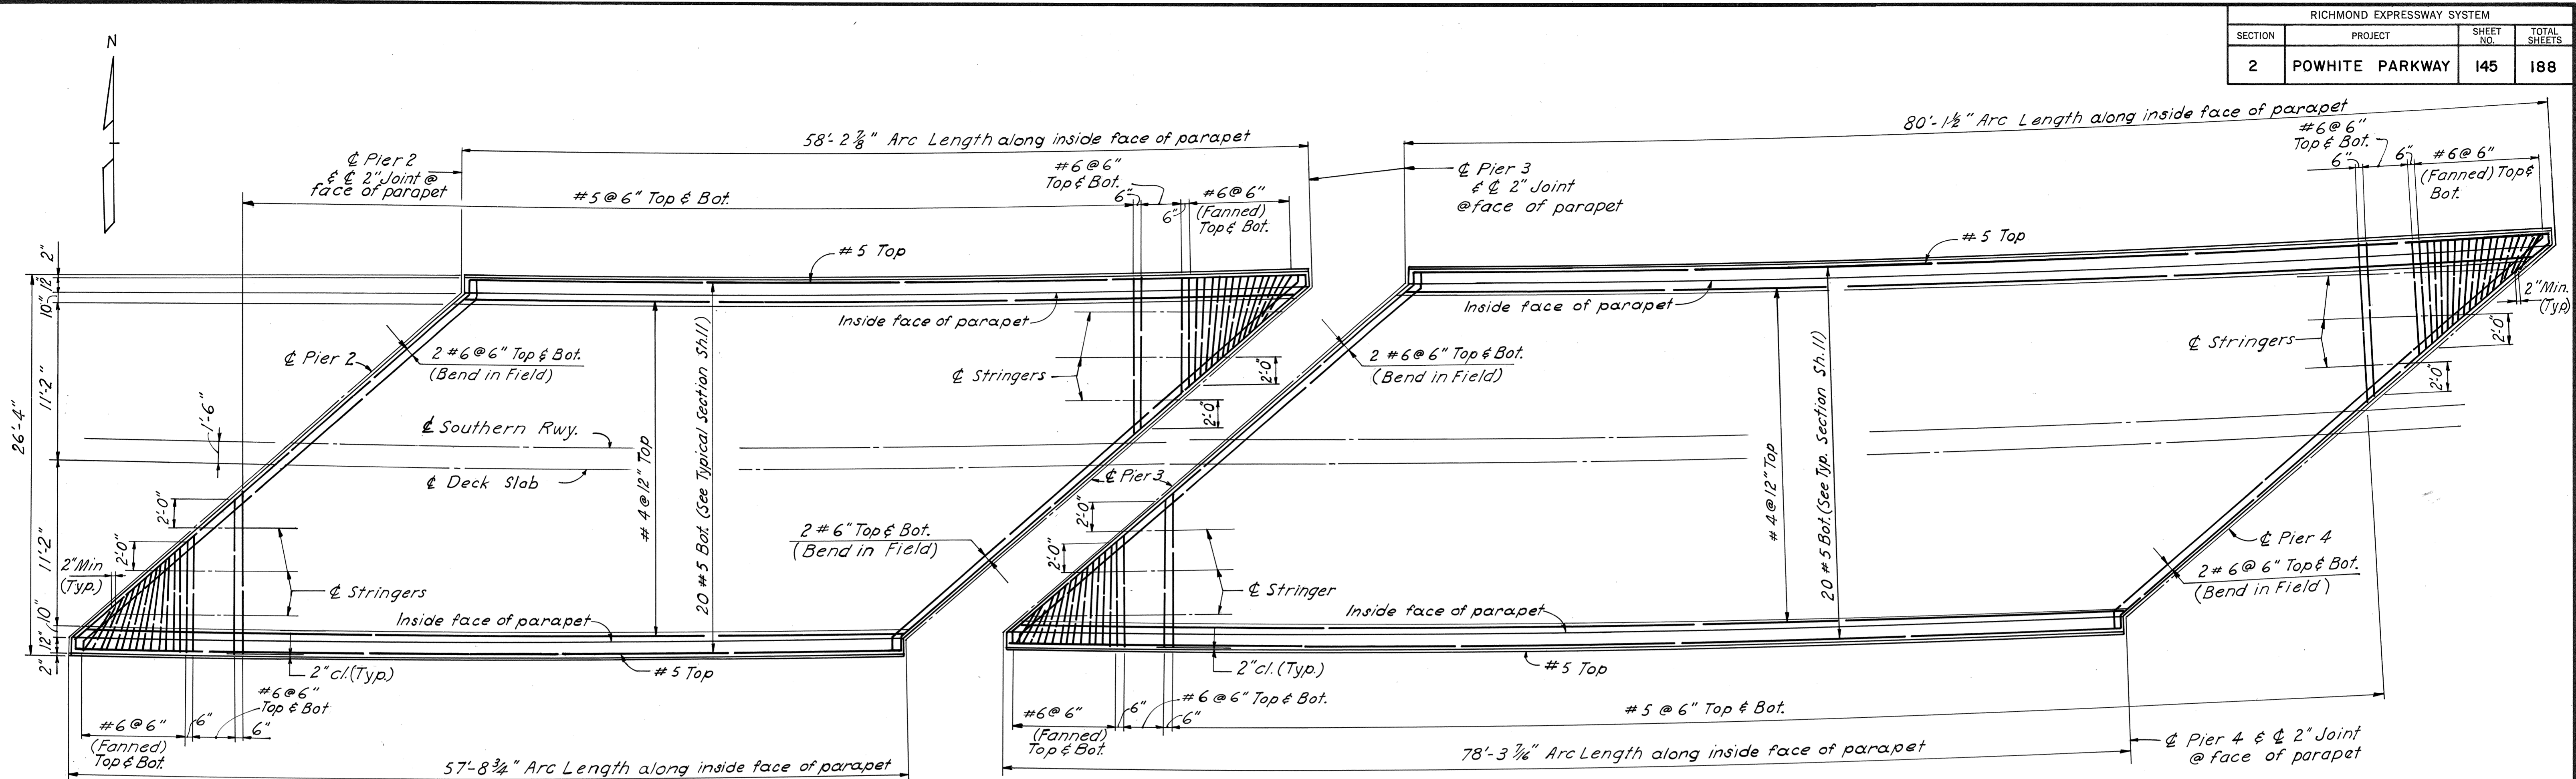 RICHMOND EXPRESSWAY SYSTEM
SECTION PROJECT SHEET NO. TOTAL SHEETS
2 POWHITE PARKWAY 145 188
N
58'-2 7/8" Arc Length along inside face of parapet
80'-1 1/2" Arc Length along inside face of parapet
℄ Pier 2
& ℄ 2" Joint @
face of parapet
#5 @ 6" Top & Bot.
#6 @ 6"
Top & Bot.
6"
6"
#6 @ 6"
(Fanned)
Top & Bot.
℄ Pier 3
& ℄ 2" Joint
@ face of parapet
#6 @ 6"
Top & Bot.
6"
6"
#6 @ 6"
(Fanned) Top &
Bot.
2"
12"
10"
11'-2"
26'-4"
11'-2"
10"
12"
2"
#5 Top
Inside face of parapet
℄ Pier 2
2 #6 @ 6" Top & Bot.
(Bend in Field)
℄ Stringers
2'-0"
2'-0"
1'-6"
℄ Southern Rwy.
℄ Deck Slab
#4 @ 12" Top
20 #5 Bot. (See Typical Section Sh.11)
2'-0"
2'-0"
2" Min
(Typ.)
℄ Stringers
Inside face of parapet
2 #6" Top & Bot.
(Bend in Field)
2" cl. (Typ.)
#5 Top
#6 @ 6"
Top & Bot
6"
6"
#6 @ 6"
(Fanned)
Top & Bot.
57'-8 3/4" Arc Length along inside face of parapet
#5 Top
Inside face of parapet
2 #6 @ 6" Top & Bot.
(Bend in Field)
℄ Stringers
2" Min.
(Typ)
2'-0"
2'-0"
℄ Pier 3
2'-0"
2'-0"
#4 @ 12" Top
20 #5 Bot. (See Typ. Section Sh.11)
℄ Stringer
Inside face of parapet
℄ Pier 4
2 #6 @ 6" Top & Bot.
(Bend in Field)
2" cl. (Typ.)
#5 Top
#6 @ 6" Top & Bot.
6"
6"
#6 @ 6"
(Fanned)
Top & Bot.
#5 @ 6" Top & Bot.
78'-3 7/16" Arc Length along inside face of parapet
℄ Pier 4 & ℄ 2" Joint
@ face of parapet